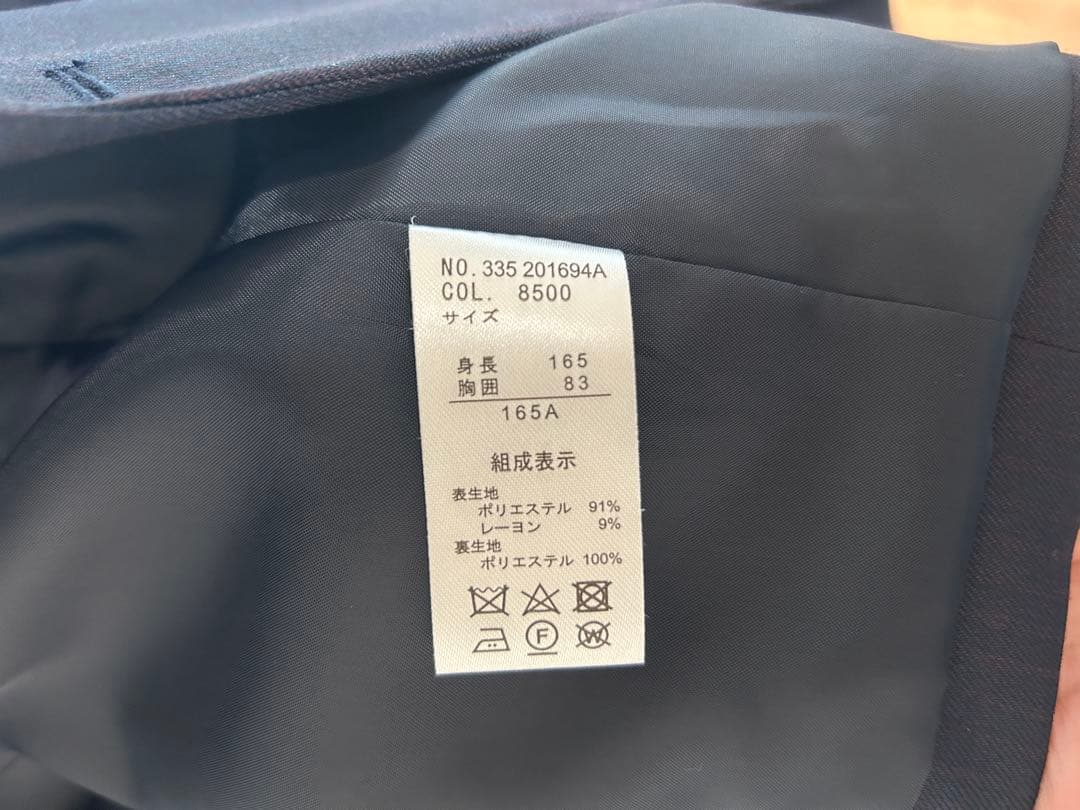 NO. 335 201694A
COL. 8500
サイズ
身長 165
胸囲 83
165A
組成表示
表生地
ポリエステル 91%
レーヨン 9%
裏生地
ポリエステル 100%
F W